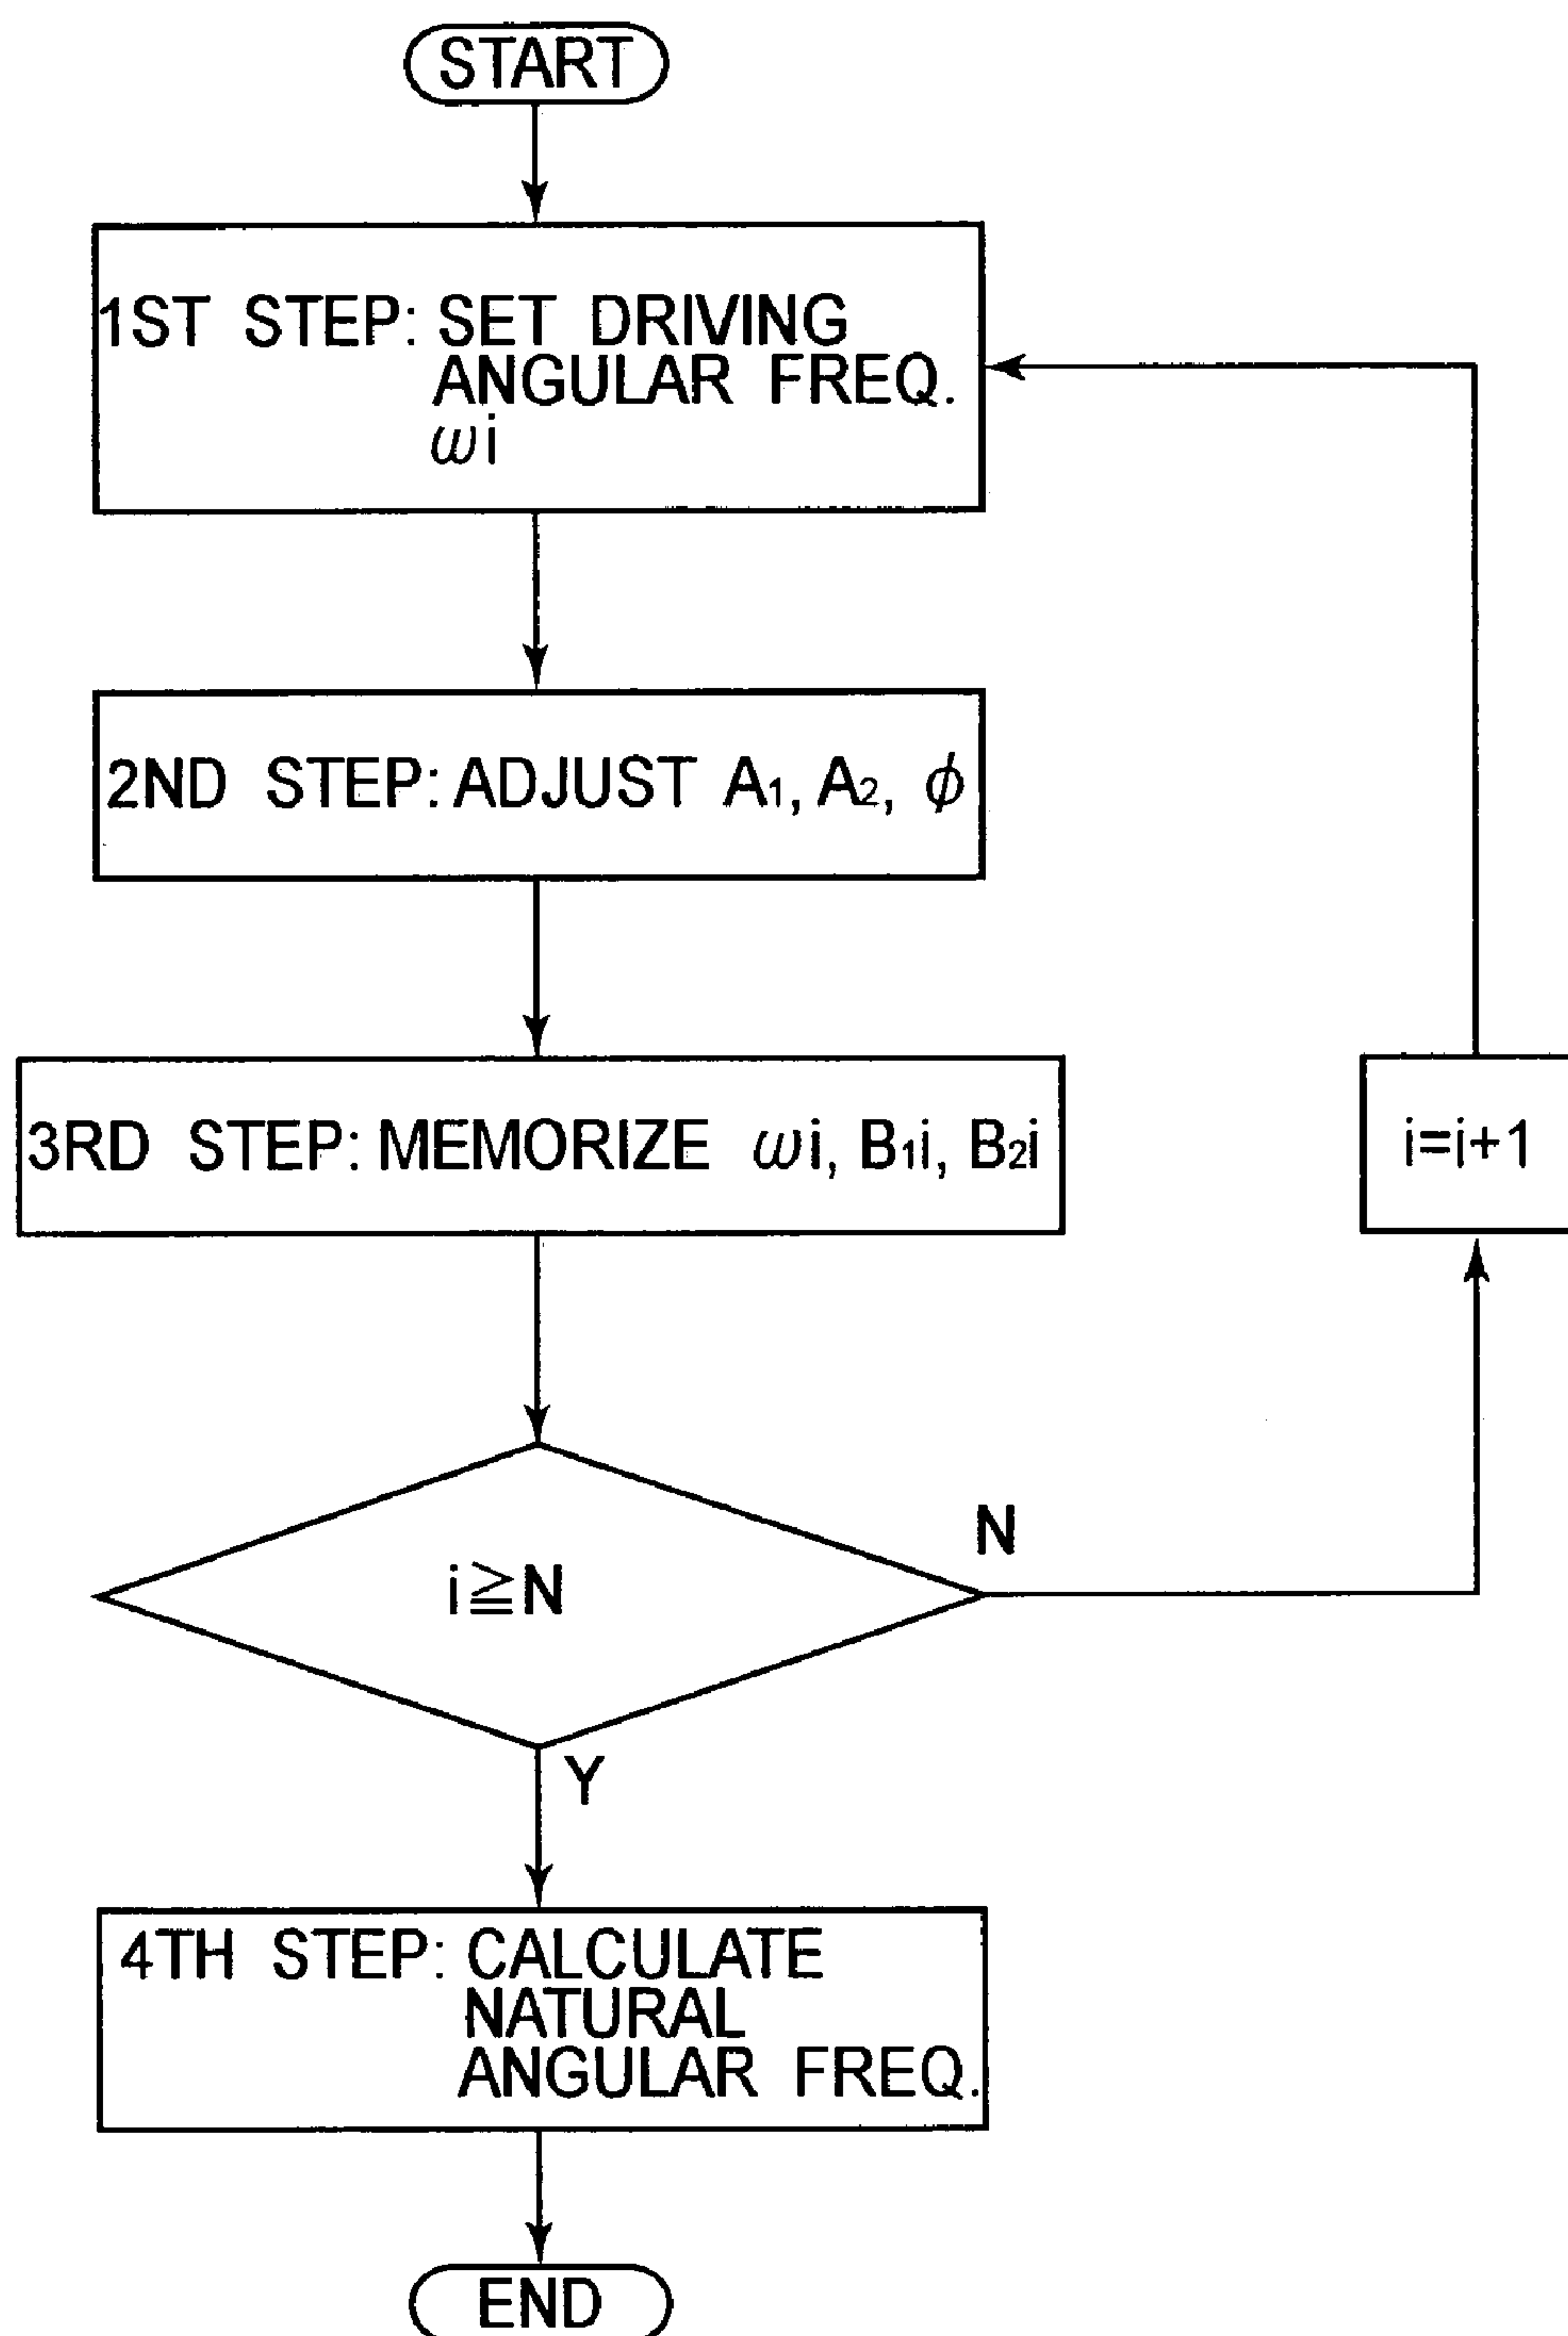 START
1ST STEP: SET DRIVING
ANGULAR FREQ.
ωi
2ND STEP: ADJUST A₁, A₂, ϕ
3RD STEP: MEMORIZE ωi, B₁i, B₂i
i=i+1
i≧N
N
Y
4TH STEP: CALCULATE
NATURAL
ANGULAR FREQ.
END